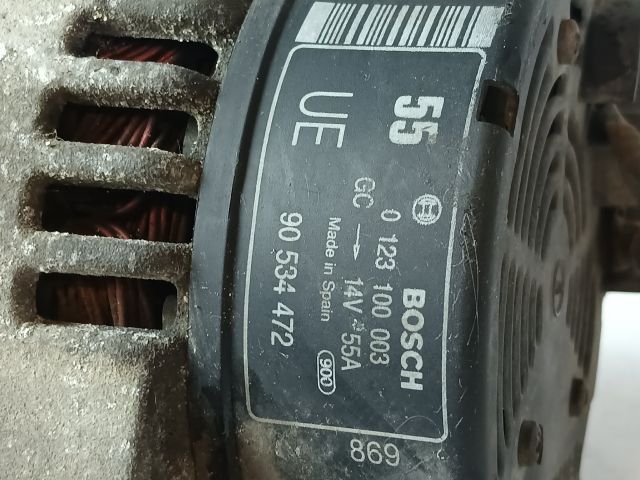 55
UE
BOSCH
0 123 100 003
GC → 14V 55A
Made in Spain
900
90 534 472
869